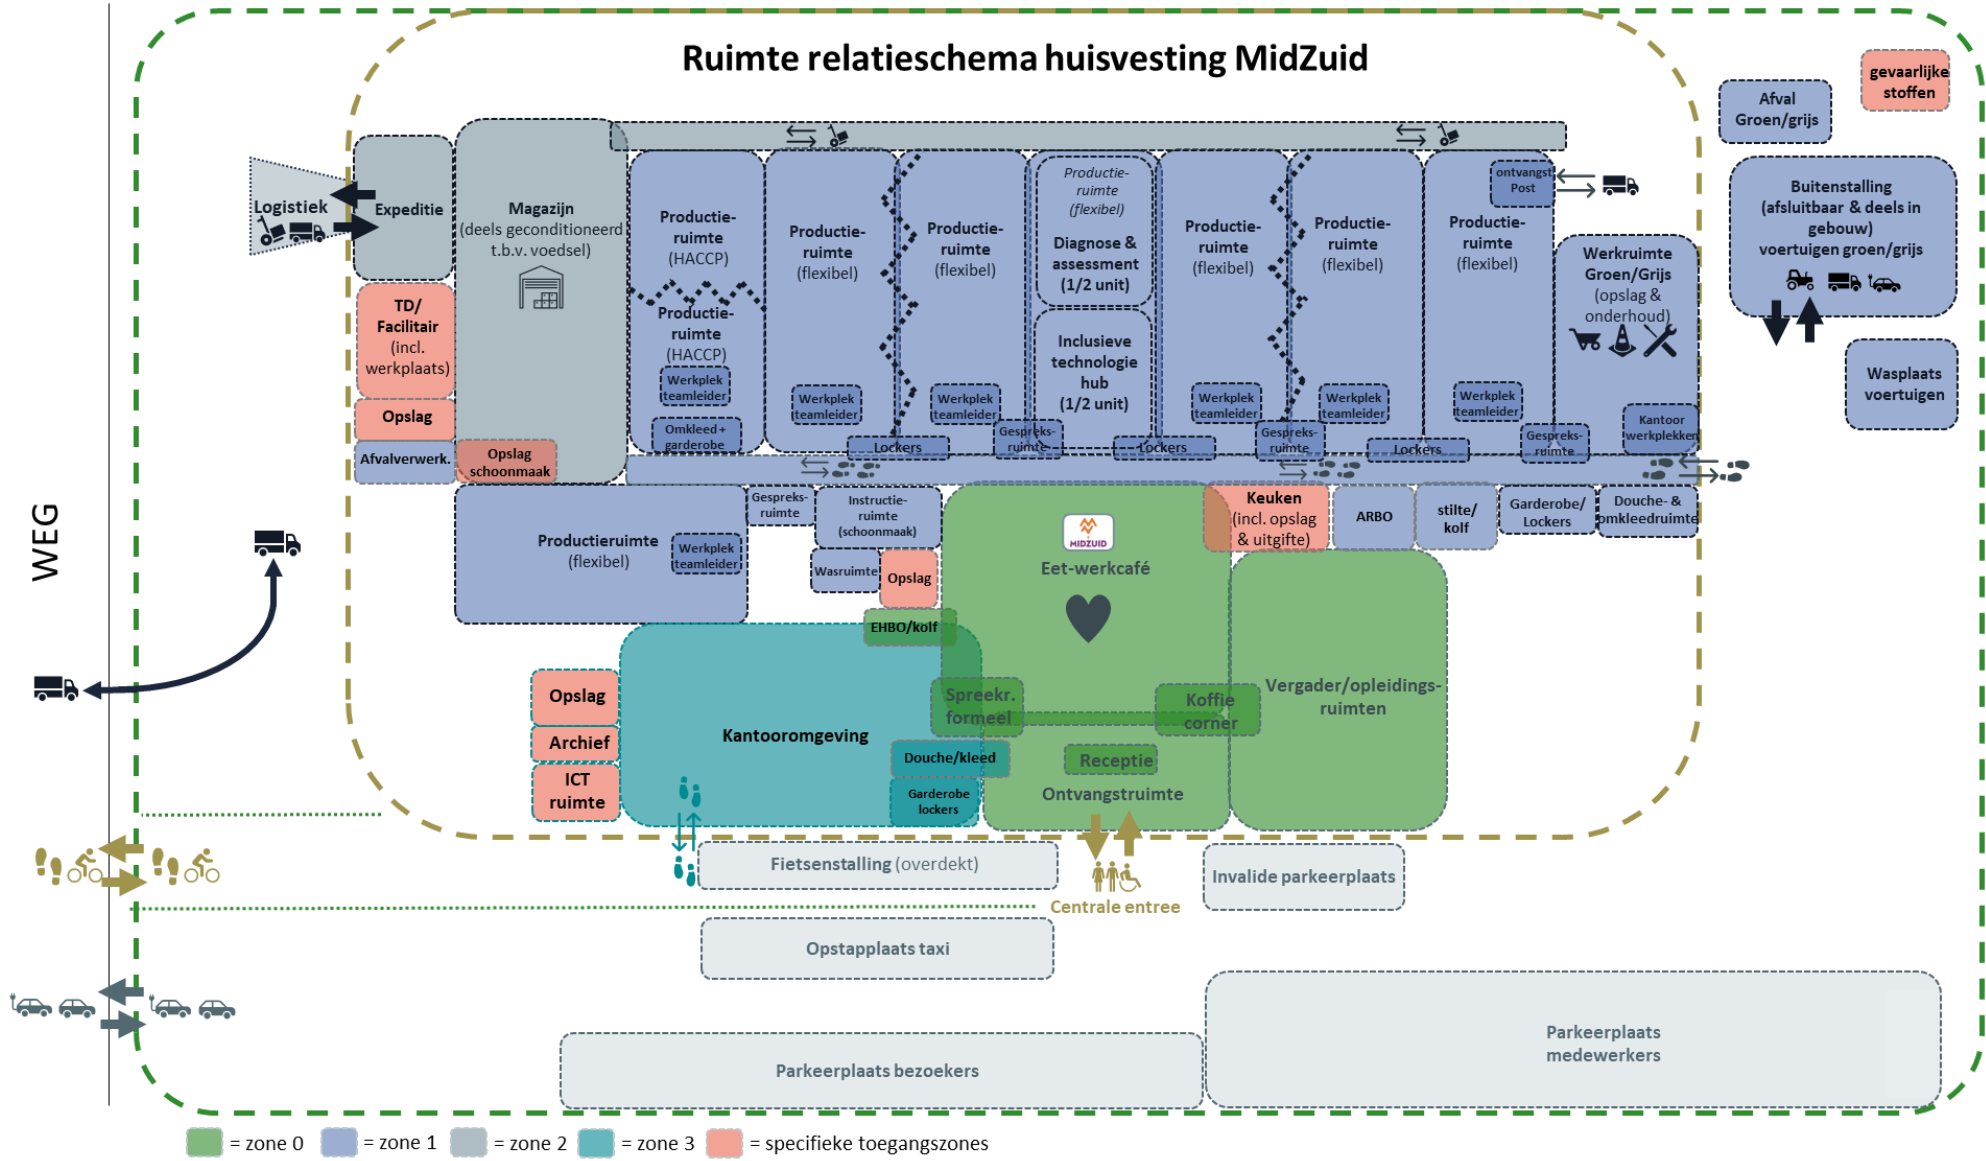 Ruimte relatieschema huisvesting MidZuid
gevaarlijke
stoffen
Afval
Groen/grijs
Buitenstalling
(afsluitbaar & deels in
gebouw)
voertuigen groen/grijs
Wasplaats
voertuigen
Logistiek
Expeditie
Magazijn
(deels geconditioneerd
t.b.v. voedsel)
TD/
Facilitair
(incl.
werkplaats)
Opslag
Afvalverwerk.
Opslag
schoonmaak
Productie-
ruimte
(HACCP)
Productie-
ruimte
(HACCP)
Werkplek
teamleider
Omkleed +
garderobe
Productie-
ruimte
(flexibel)
Werkplek
teamleider
Lockers
Productie-
ruimte
(flexibel)
Werkplek
teamleider
Gespreks-
ruimte
Productie-
ruimte
(flexibel)
Diagnose &
assessment
(1/2 unit)
Inclusieve
technologie
hub
(1/2 unit)
Lockers
Productie-
ruimte
(flexibel)
Werkplek
teamleider
Gespreks-
ruimte
Productie-
ruimte
(flexibel)
Werkplek
teamleider
Lockers
ontvangst
Post
Productie-
ruimte
(flexibel)
Werkplek
teamleider
Gespreks-
ruimte
Werkruimte
Groen/Grijs
(opslag &
onderhoud)
Kantoor
werkplekken
Productieruimte
(flexibel)
Werkplek
teamleider
Gespreks-
ruimte
Instructie-
ruimte
(schoonmaak)
Wasruimte
Opslag
EHBO/kolf
MIDZUID
Eet-werkcafé
Keuken
(incl. opslag
& uitgifte)
ARBO
stilte/
kolf
Garderobe/
Lockers
Douche- &
omkleedruimte
WEG
Opslag
Archief
ICT
ruimte
Kantooromgeving
Spreekr.
formeel
Douche/kleed
Garderobe
lockers
Koffie
corner
Receptie
Ontvangstruimte
Vergader/opleidings-
ruimten
Fietsenstalling (overdekt)
Centrale entree
Invalide parkeerplaats
Opstapplaats taxi
Parkeerplaats bezoekers
Parkeerplaats
medewerkers
= zone 0
= zone 1
= zone 2
= zone 3
= specifieke toegangszones